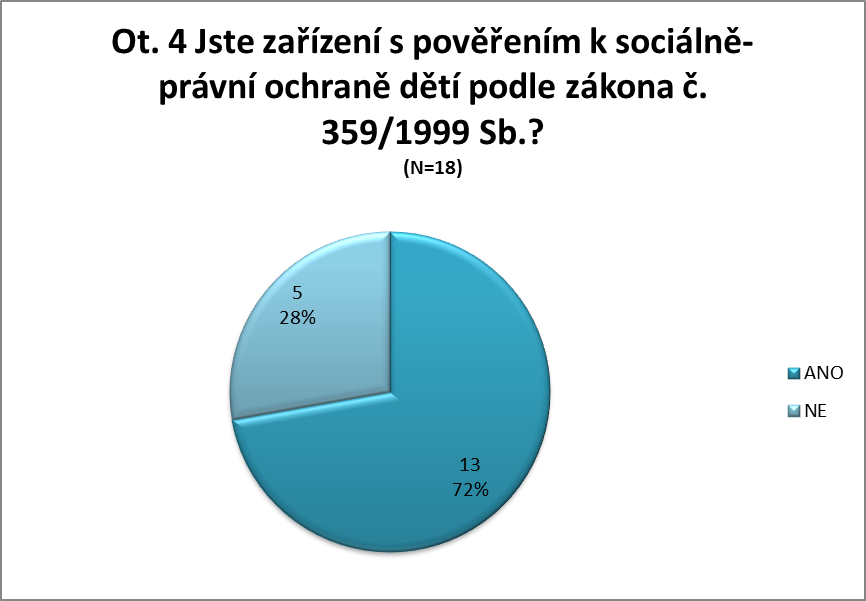 Ot. 4 Jste zařízení s pověřením k sociálně-
právní ochraně dětí podle zákona č.
359/1999 Sb.?
(N=18)
5
28%
13
72%
ANO
NE